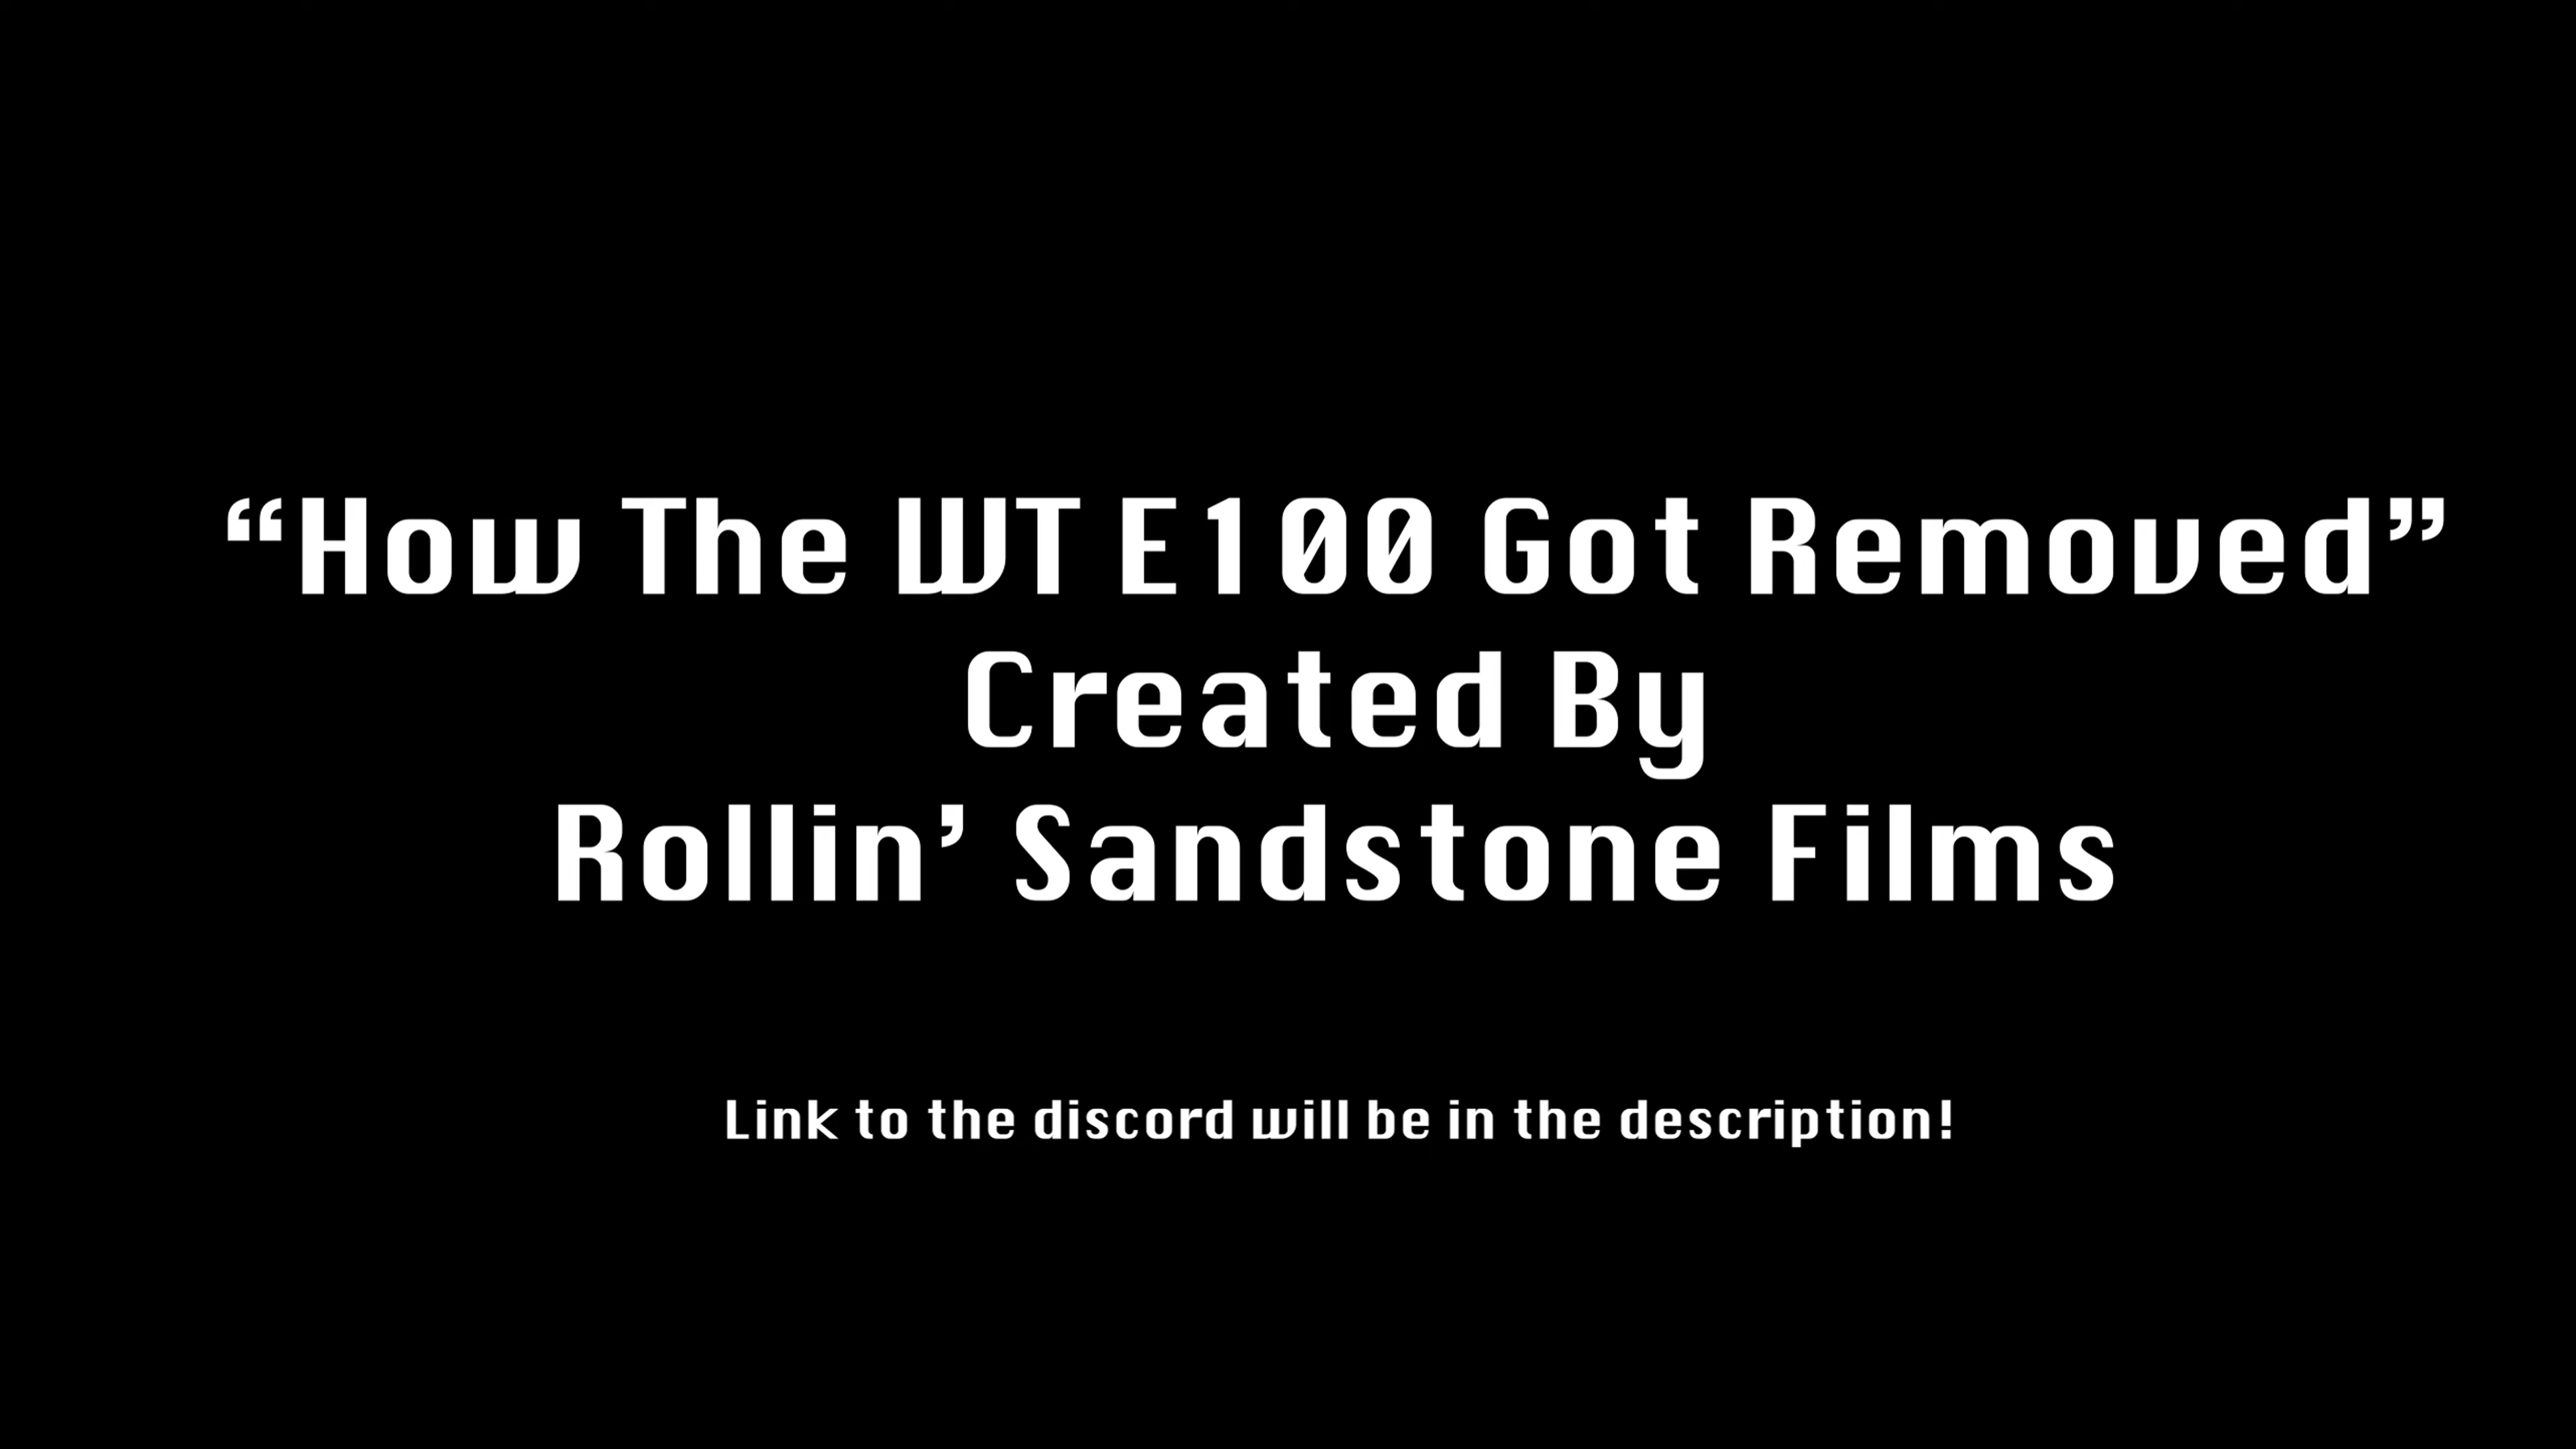 “How The WT E100 Got Removed”
Created By
Rollin’ Sandstone Films
Link to the discord will be in the description!